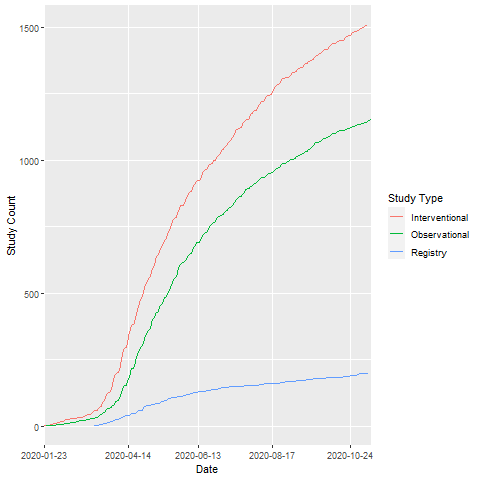 1500
1000
500
0
Study Count
2020-01-23 2020-04-14 2020-06-13 2020-08-17 2020-10-24
Date
Study Type
Interventional
Observational
Registry